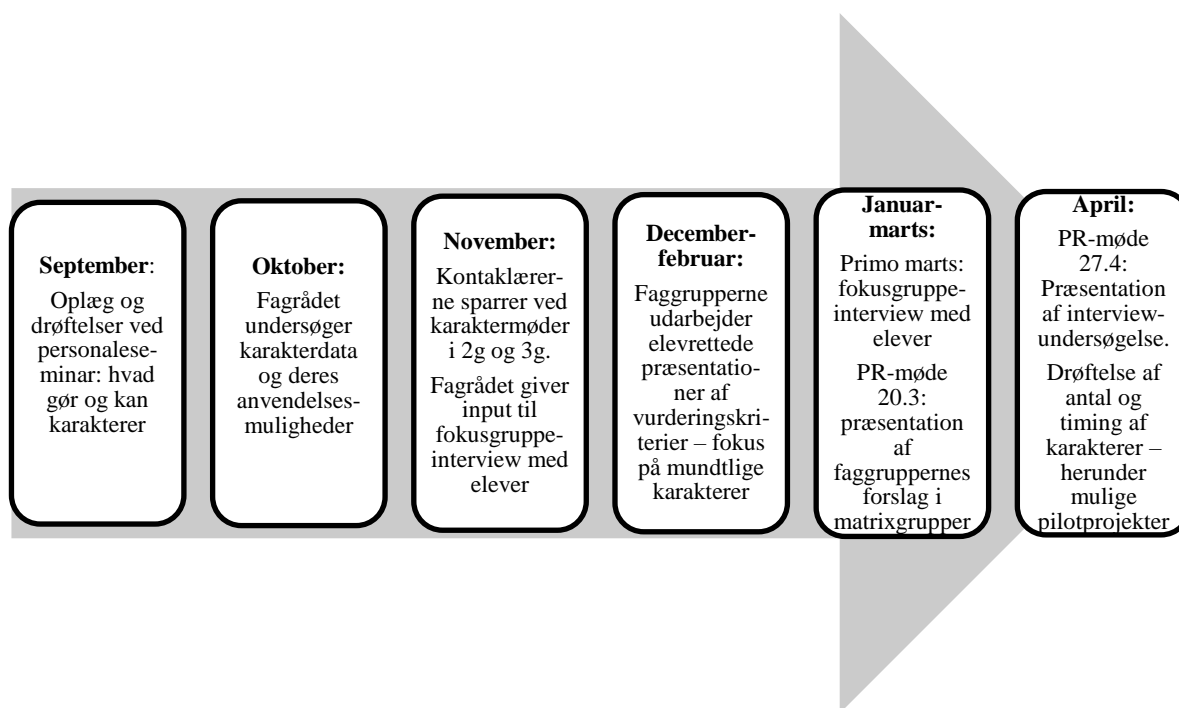 September:
Oplæg og
drøftelser ved
personalese-
minar: hvad
gør og kan
karakterer
Oktober:
Fagrådet
undersøger
karakterdata
og deres
anvendelses-
muligheder
November:
Kontaklærer-
ne sparrer ved
karaktermøder
i 2g og 3g.
Fagrådet giver
input til
fokusgruppe-
interview med
elever
December-
februar:
Faggrupperne
udarbejder
elevrettede
præsentatio-
ner af
vurderingskri-
terier – fokus
på mundtlige
karakterer
Januar-
marts:
Primo marts:
fokusgruppe-
interview med
elever
PR-møde
20.3:
præsentation
af
faggruppernes
forslag i
matrixgrupper
April:
PR-møde
27.4:
Præsentation
af interview-
undersøgelse.
Drøftelse af
antal og
timing af
karakterer –
herunder
mulige
pilotprojekter